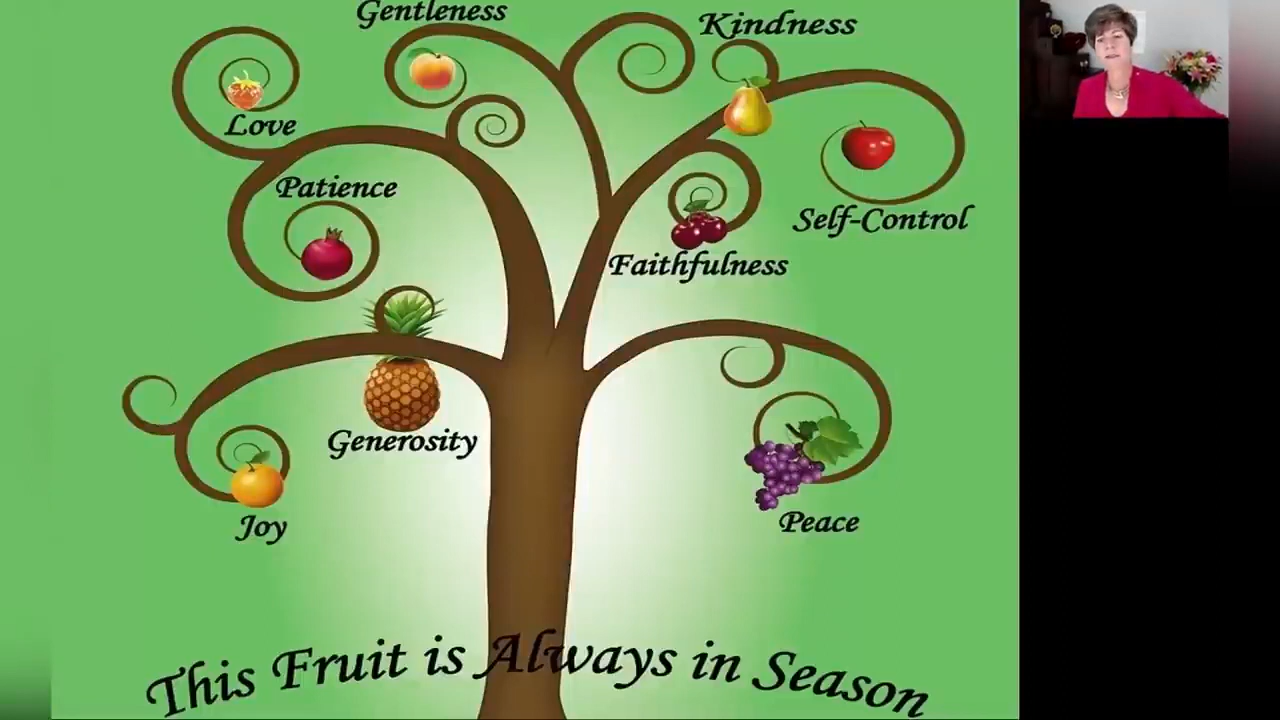 Gentleness
Kindness
Love
Patience
Self-Control
Faithfulness
Generosity
Joy
Peace
This Fruit is Always in Season